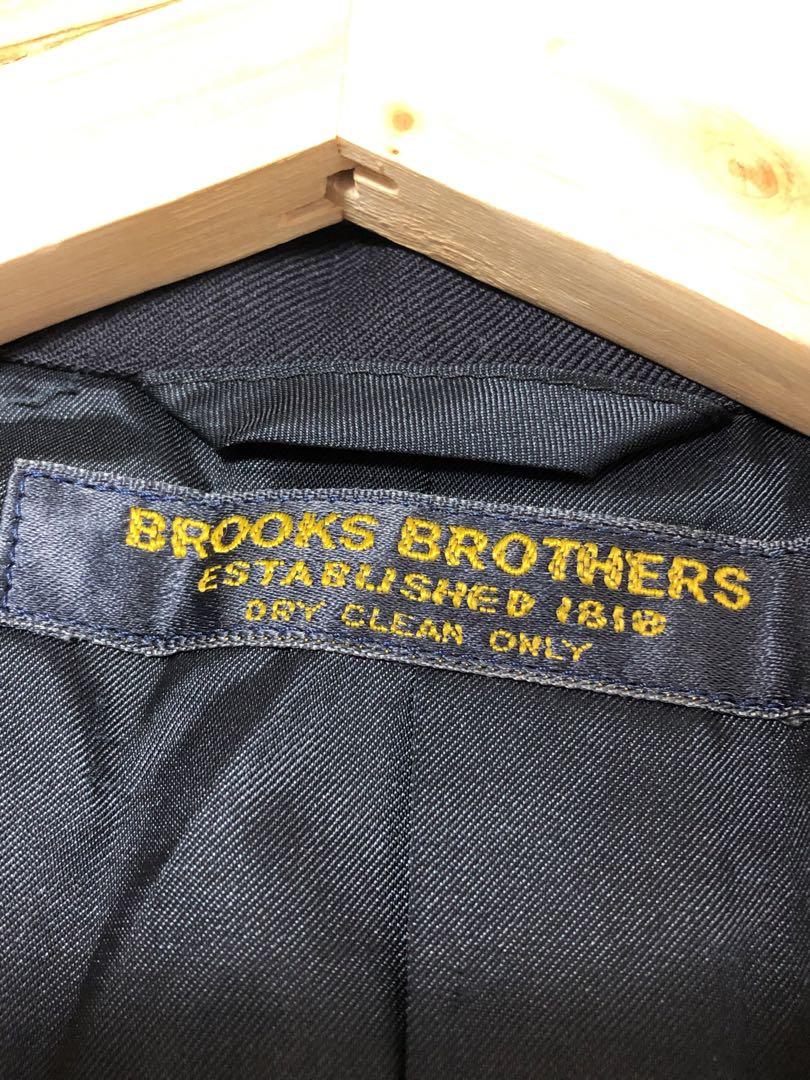 BROOKS BROTHERS
ESTABLISHED 1818
DRY CLEAN ONLY